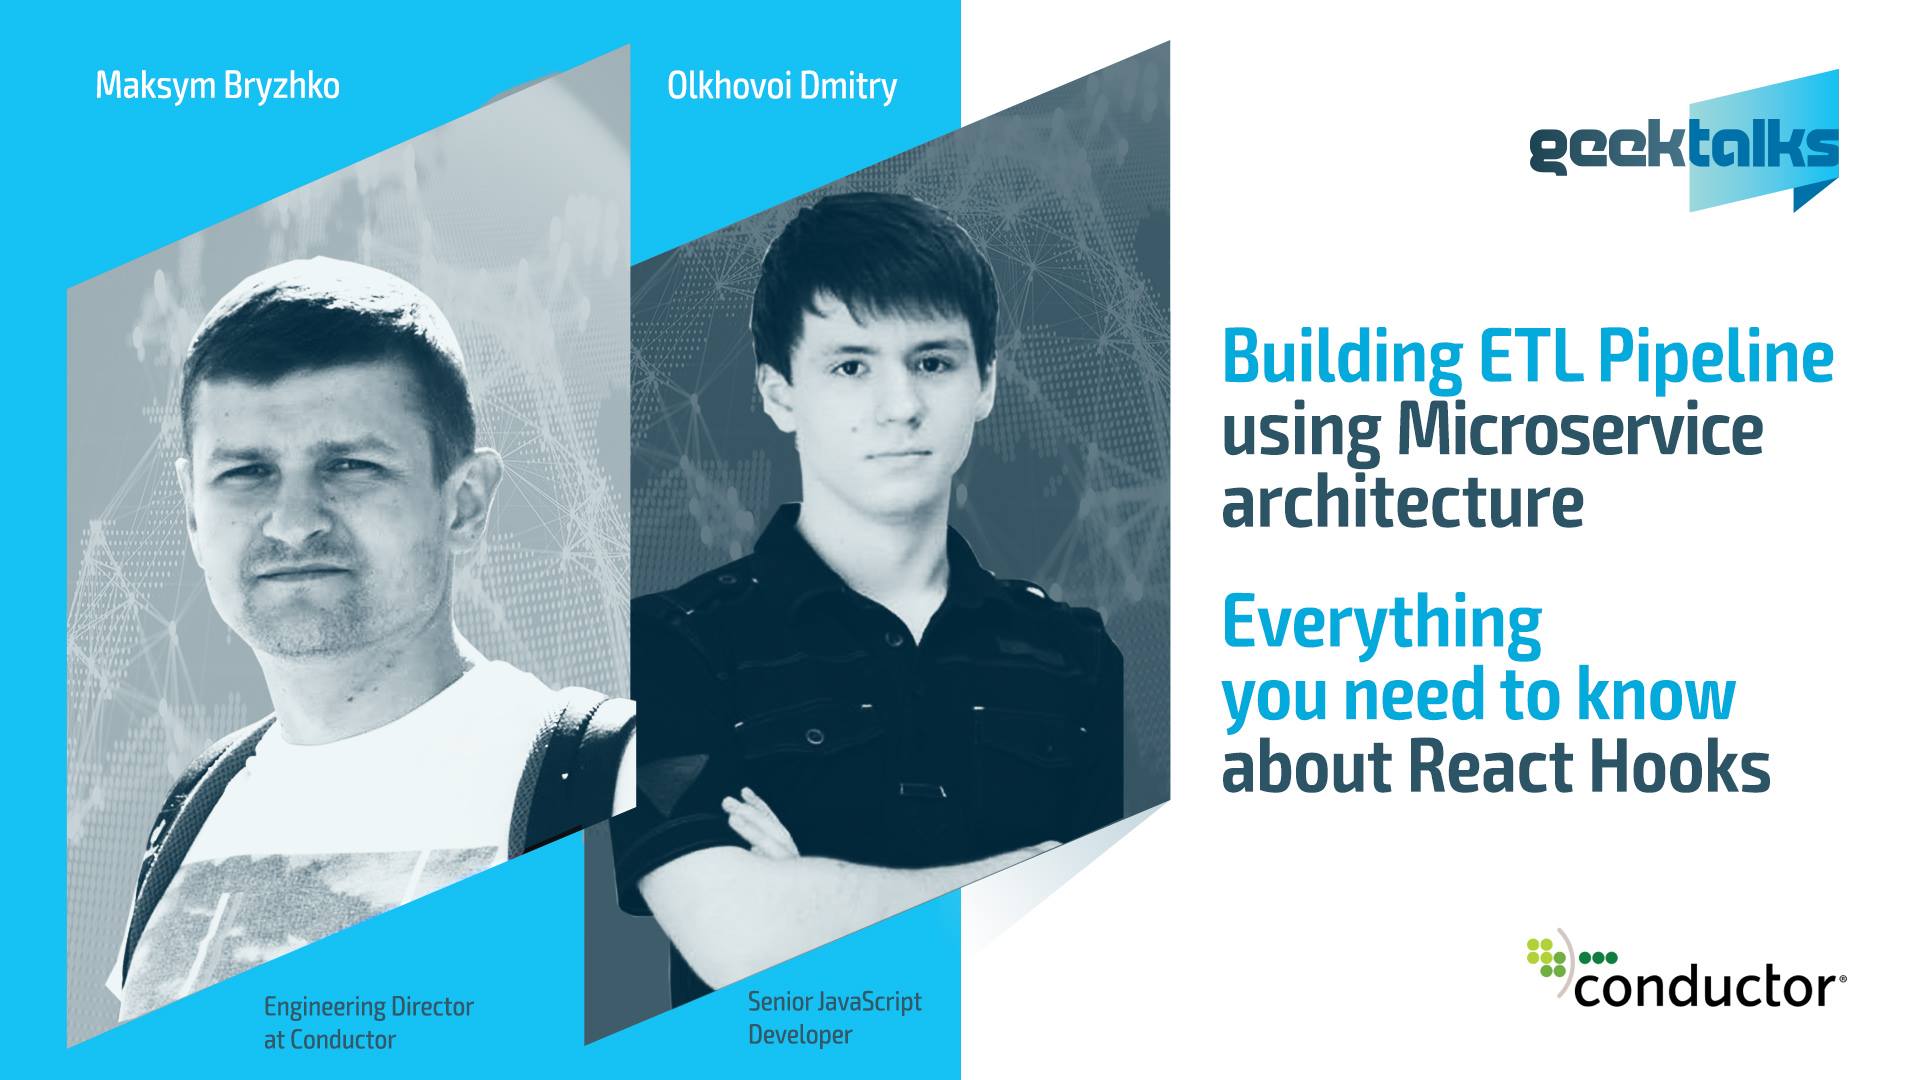 Maksym Bryzhko
Olkhovoi Dmitry
geektalks
Building ETL Pipeline
using Microservice
architecture
Everything
you need to know
about React Hooks
Engineering Director
at Conductor
Senior JavaScript
Developer
conductor®